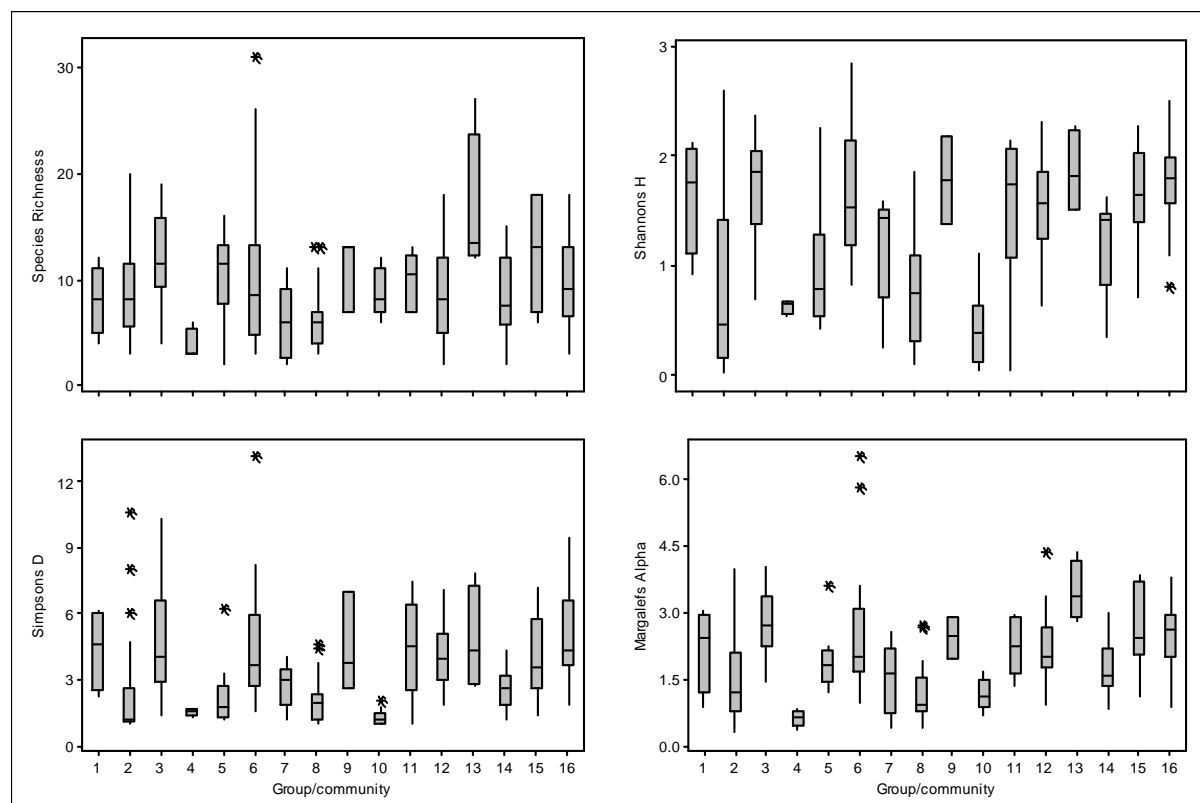 Species Richnesss
30
20
10
0
Shannons H
3
2
1
0
Simpsons D
12
9
6
3
0
1 2 3 4 5 6 7 8 9 10 11 12 13 14 15 16
Group/community
Margalefs Alpha
6.0
4.5
3.0
1.5
0.0
1 2 3 4 5 6 7 8 9 10 11 12 13 14 15 16
Group/community